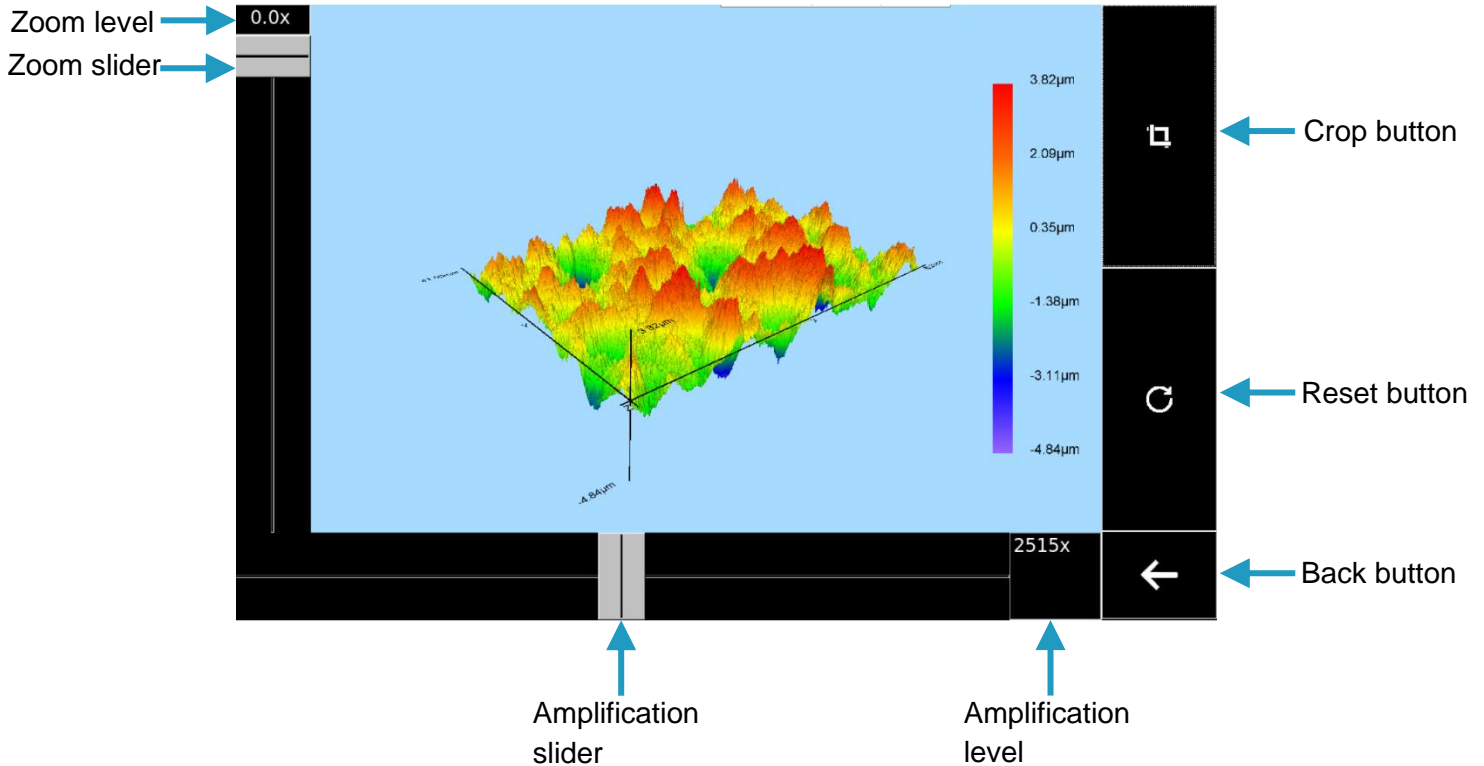 Zoom level
0.0x
Zoom slider
3.82µm
2.09µm
0.35µm
-1.38µm
-3.11µm
-4.84µm
3.82µm
-4.84µm
Crop button
Reset button
2515x
Back button
Amplification
slider
Amplification
level